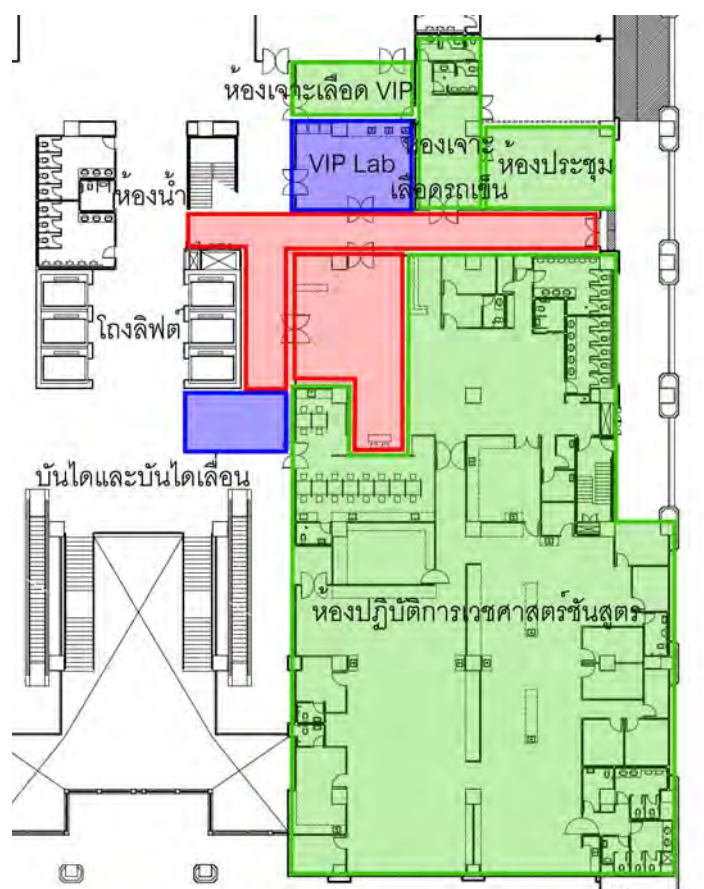 ห้องเจาะเลือด VIP
VIP Lab
ห้องเจาะ
เลือดรถเข็น
ห้องประชุม
ห้องน้ำ
โถงลิฟต์
บันไดและบันไดเลื่อน
ห้องปฏิบัติการเวชศาสตร์ชันสูตร